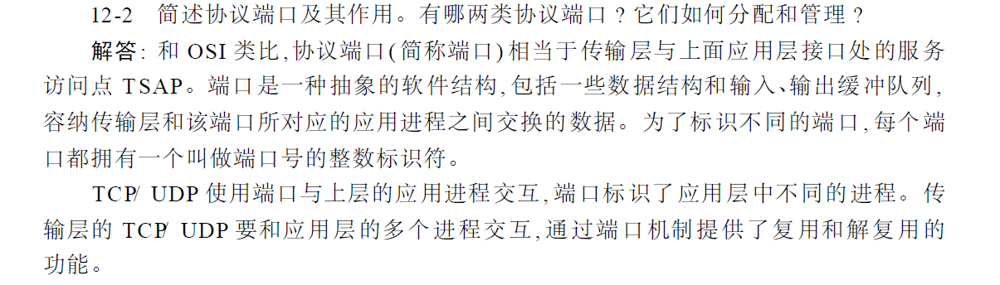 12-2 简述协议端口及其作用。有哪两类协议端口？它们如何分配和管理？
解答：和 OSI 类比,协议端口(简称端口)相当于传输层与上面应用层接口处的服务
访问点 TSAP。端口是一种抽象的软件结构,包括一些数据结构和输入、输出缓冲队列,
容纳传输层和该端口所对应的应用进程之间交换的数据。为了标识不同的端口,每个端
口都拥有一个叫做端口号的整数标识符。
TCP/ UDP 使用端口与上层的应用进程交互,端口标识了应用层中不同的进程。传
输层的 TCP/ UDP 要和应用层的多个进程交互,通过端口机制提供了复用和解复用的
功能。